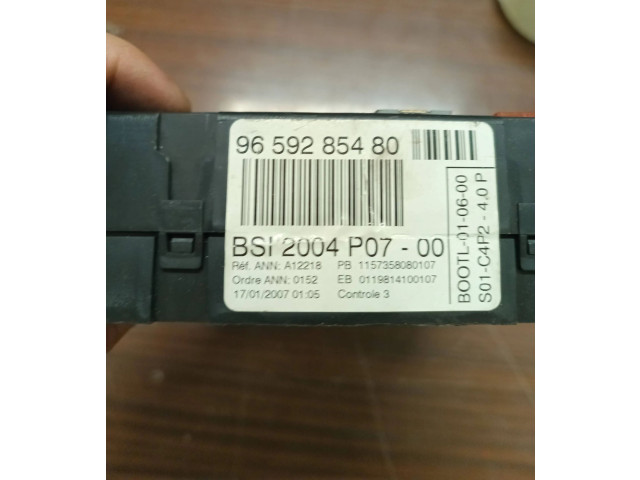 96 592 854 80
BSI 2004 P07 - 00
Réf. ANN: A12218 PB 1157358080107
Ordre ANN: 0152 EB 0119814100107
17/01/2007 01:05 Controle 3
BOOTL-01-06-00
S01-C4P2 - 4,0 P